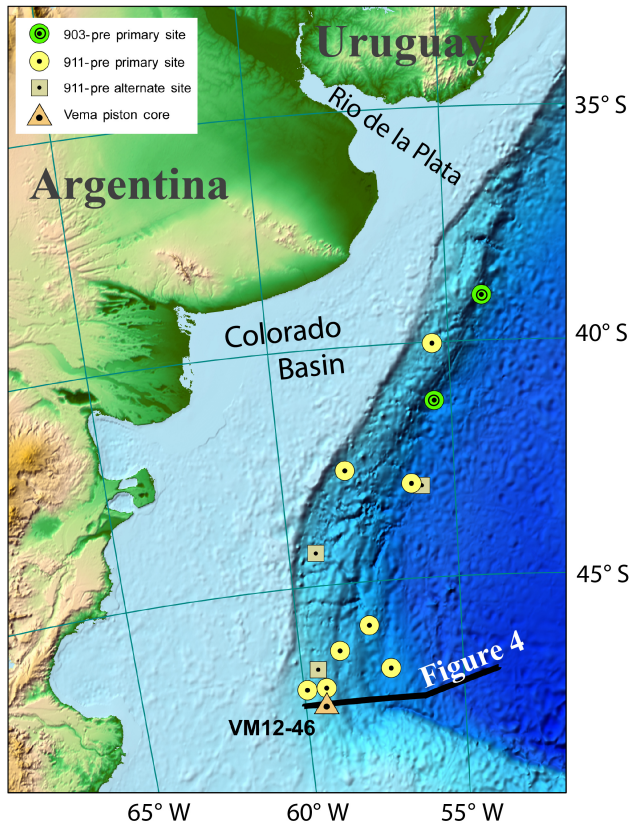 903-pre primary site
911-pre primary site
911-pre alternate site
Vema piston core
Uruguay
35° S
Rio de la Plata
Argentina
Colorado
Basin
40° S
45° S
Figure 4
VM12-46
65° W
60° W
55° W